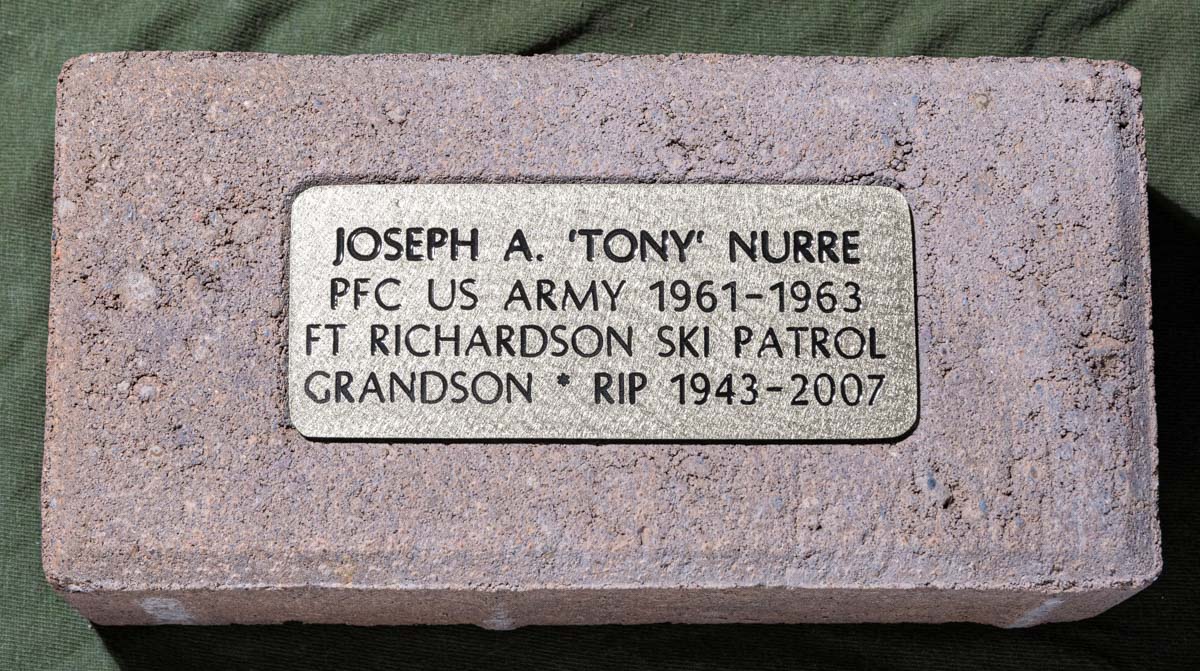 JOSEPH A. 'TONY' NURRE
PFC US ARMY 1961-1963
FT RICHARDSON SKI PATROL
GRANDSON * RIP 1943-2007